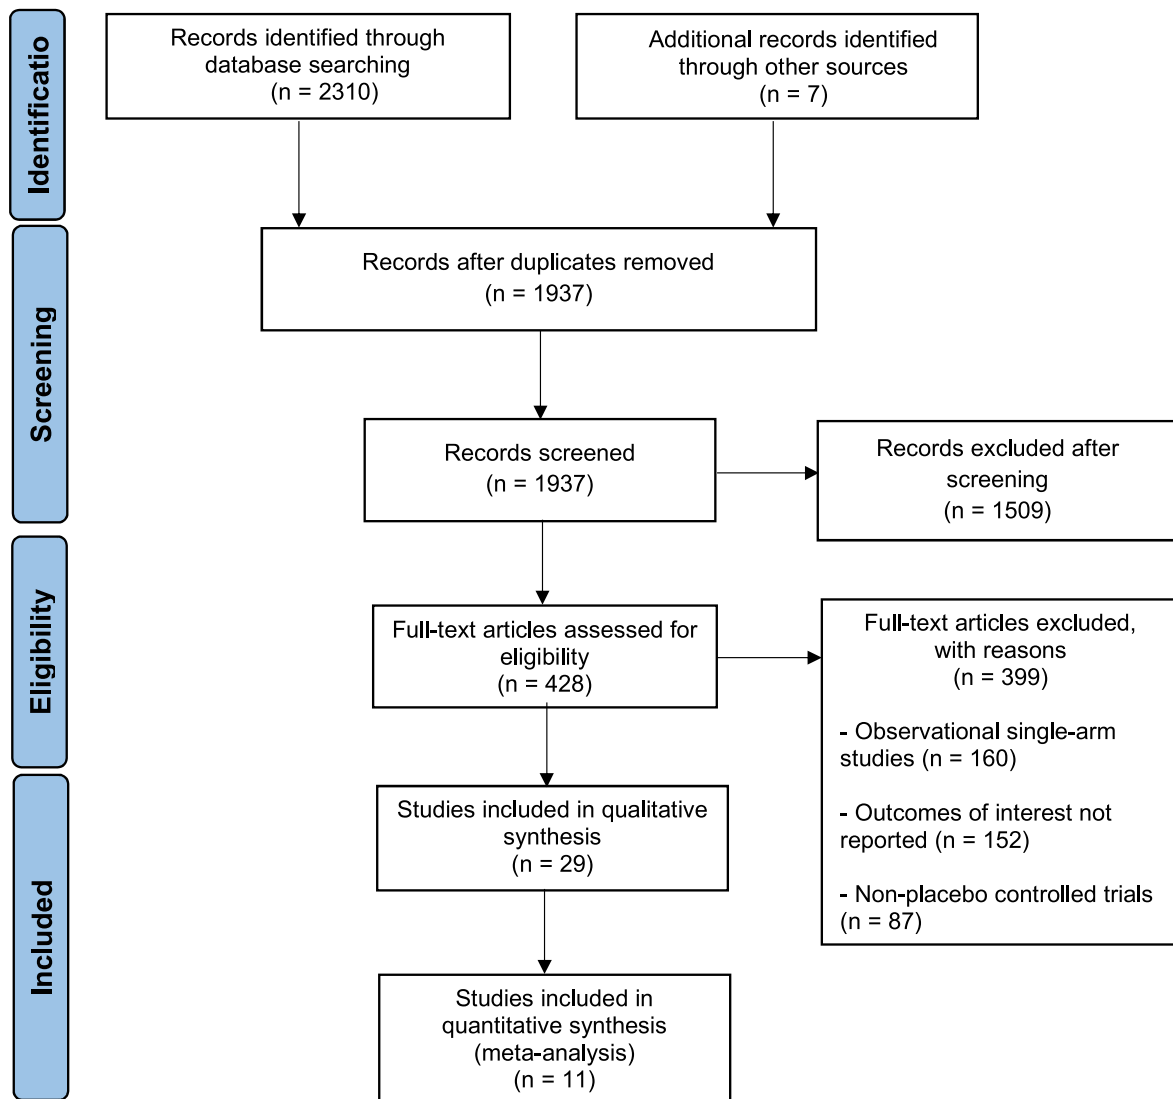 Identificatio
Records identified through
database searching
(n = 2310)
Additional records identified
through other sources
(n = 7)
Screening
Records after duplicates removed
(n = 1937)
Records screened
(n = 1937)
Records excluded after
screening
(n = 1509)
Eligibility
Full-text articles assessed for
eligibility
(n = 428)
Full-text articles excluded,
with reasons
(n = 399)
- Observational single-arm
studies (n = 160)
- Outcomes of interest not
reported (n = 152)
- Non-placebo controlled trials
(n = 87)
Included
Studies included in qualitative
synthesis
(n = 29)
Studies included in
quantitative synthesis
(meta-analysis)
(n = 11)